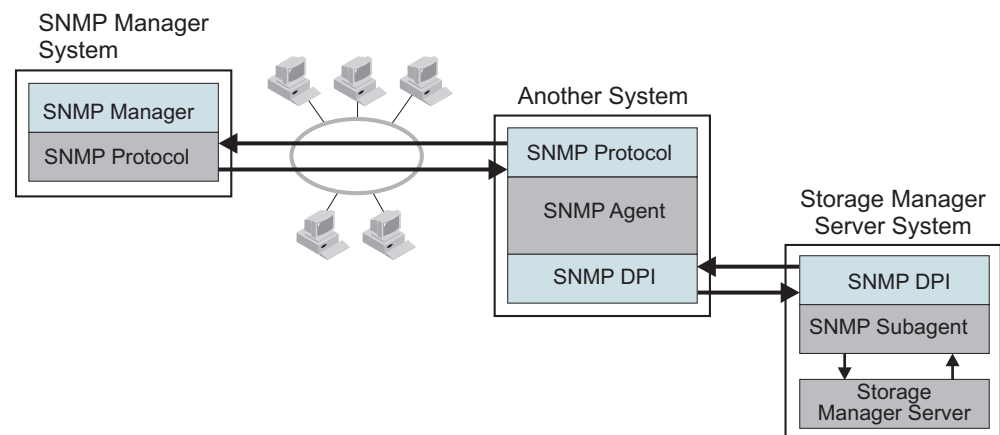 SNMP Manager
System
SNMP Manager
SNMP Protocol
Another System
SNMP Protocol
SNMP Agent
SNMP DPI
Storage Manager
Server System
SNMP DPI
SNMP Subagent
Storage
Manager Server